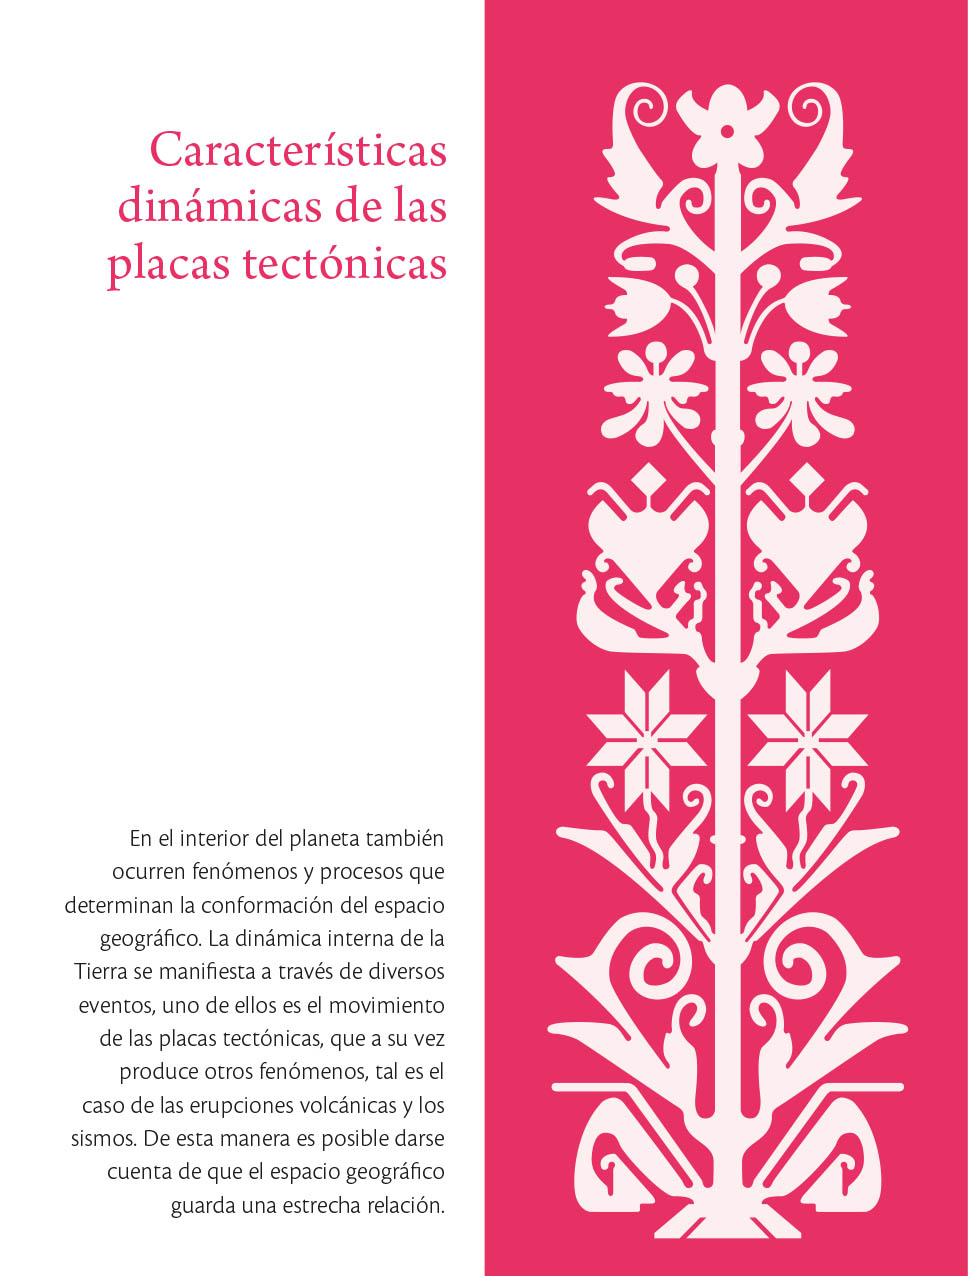 Características
dinámicas de las
placas tectónicas
En el interior del planeta también
ocurren fenómenos y procesos que
determinan la conformación del espacio
geográfico. La dinámica interna de la
Tierra se manifiesta a través de diversos
eventos, uno de ellos es el movimiento
de las placas tectónicas, que a su vez
produce otros fenómenos, tal es el
caso de las erupciones volcánicas y los
sismos. De esta manera es posible darse
cuenta de que el espacio geográfico
guarda una estrecha relación.